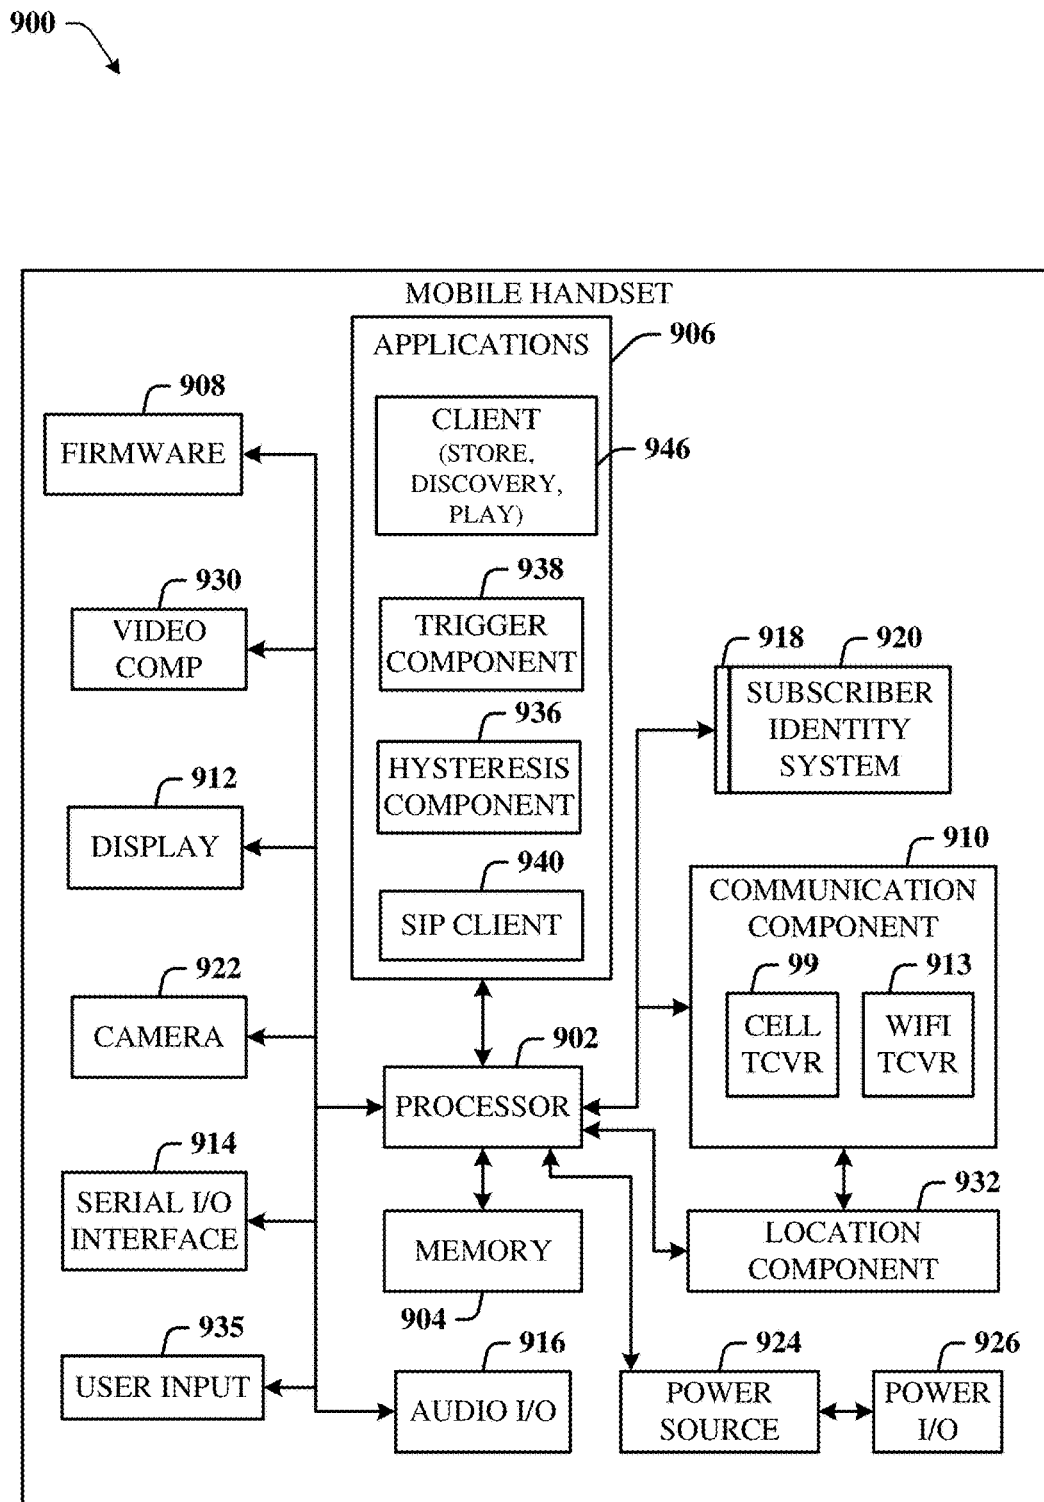 900
MOBILE HANDSET
APPLICATIONS
906
CLIENT
(STORE,
DISCOVERY,
PLAY)
946
938
TRIGGER
COMPONENT
936
HYSTERESIS
COMPONENT
940
SIP CLIENT
908
FIRMWARE
930
VIDEO
COMP
912
DISPLAY
922
CAMERA
914
SERIAL I/O
INTERFACE
935
USER INPUT
902
PROCESSOR
MEMORY
904
916
AUDIO I/O
918
920
SUBSCRIBER
IDENTITY
SYSTEM
910
COMMUNICATION
COMPONENT
99
CELL
TCVR
913
WIFI
TCVR
932
LOCATION
COMPONENT
924
POWER
SOURCE
926
POWER
I/O